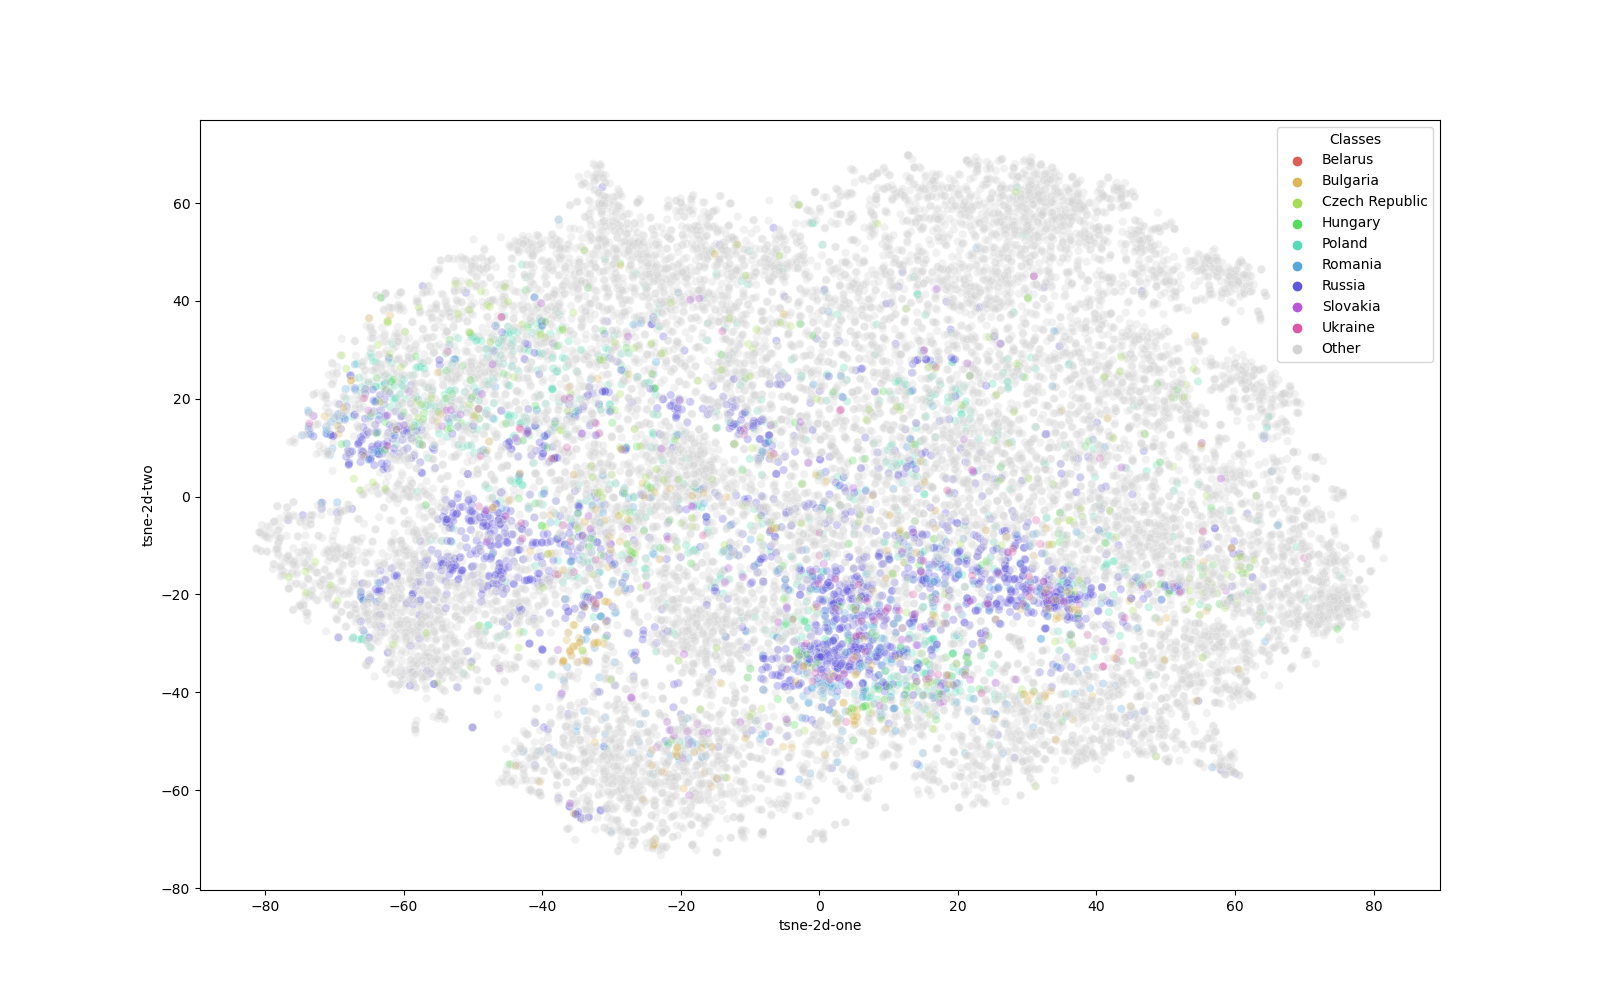 Classes
Belarus
Bulgaria
Czech Republic
Hungary
Poland
Romania
Russia
Slovakia
Ukraine
Other
60
40
20
0
−20
−40
−60
−80
tsne-2d-two
−80 −60 −40 −20 0 20 40 60 80
tsne-2d-one